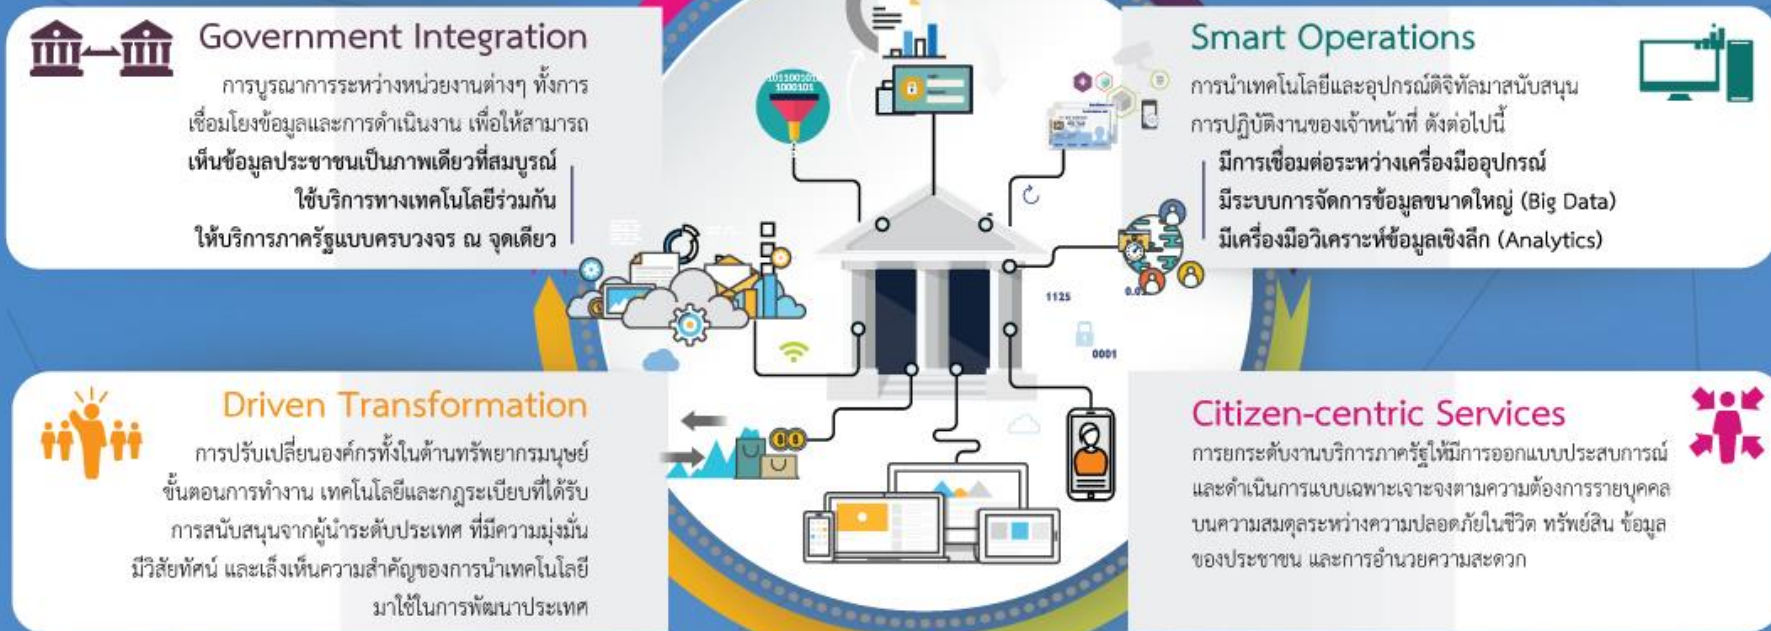 Government Integration
การบูรณาการระหว่างหน่วยงานต่างๆ ทั้งการ
เชื่อมโยงข้อมูลและการดำเนินงาน เพื่อให้สามารถ
เห็นข้อมูลประชาชนเป็นภาพเดียวที่สมบูรณ์
ใช้บริการทางเทคโนโลยีร่วมกัน
ให้บริการภาครัฐแบบครบวงจร ณ จุดเดียว
1000101
Smart Operations
การนำเทคโนโลยีและอุปกรณ์ดิจิทัลมาสนับสนุน
การปฏิบัติงานของเจ้าหน้าที่ ดังต่อไปนี้
มีการเชื่อมต่อระหว่างเครื่องมืออุปกรณ์
มีระบบการจัดการข้อมูลขนาดใหญ่ (Big Data)
มีเครื่องมือวิเคราะห์ข้อมูลเชิงลึก (Analytics)
1125
0001
Driven Transformation
การปรับเปลี่ยนองค์กรทั้งในด้านทรัพยากรมนุษย์
ขั้นตอนการทำงาน เทคโนโลยีและกฎระเบียบที่ได้รับ
การสนับสนุนจากผู้นำระดับประเทศ ที่มีความมุ่งมั่น
มีวิสัยทัศน์ และเล็งเห็นความสำคัญของการนำเทคโนโลยี
มาใช้ในการพัฒนาประเทศ
Citizen-centric Services
การยกระดับงานบริการภาครัฐให้มีการออกแบบประสบการณ์
และดำเนินการแบบเฉพาะเจาะจงตามความต้องการรายบุคคล
บนความสมดุลระหว่างความปลอดภัยในชีวิต ทรัพย์สิน ข้อมูล
ของประชาชน และการอำนวยความสะดวก